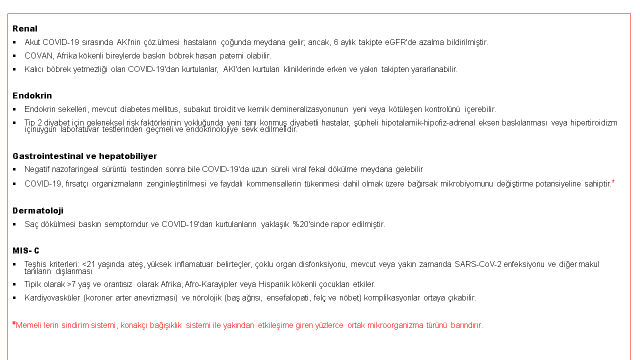 Renal
▪ Akut COVID-19 sırasında AKI'nin çöz.ülmesi hastaların çoğunda meydana gelir; ancak, 6 aylık takipte eGFR'de azalma bildirilmiştir.
▪ COVAN, Afrika kökenli bireylerde baskın böbrek hasarı paterni olabilir.
▪ Kalıcı böbrek yetmezliği olan COVID-19'dan kurtulanlar, AKI'den kurtulan kliniklerinde erken ve yakın takipten yararlanabilir.
Endokrin
▪ Endokrin sekelleri, mevcut diabetes mellitus, subakut tiroidit ve kemik demineralizasyonunun yeni veya kötüleşen kontrolünü içerebilir.
▪ Tip 2 diyabet için geleneksel risk faktörlerinin yokluğunda yeni tanı konmuş diyabetli hastalar, şüpheli hipotalamik-hipofiz-adrenal eksen baskılanması veya hipertiroidizm
için uygun laboratuvar testlerinden geçmeli ve endokrinolojiye sevk edilmelidir.
Gastrointestinal ve hepatobiliyer
▪ Negatif nazofaringeal sürüntü testinden sonra bile COVID-19'da uzun süreli viral fekal dökülme meydana gelebilir
▪ COVID-19, fırsatçı organizmaların zenginleştirilmesi ve faydalı kommensallerin tükenmesi dahil olmak üzere bağırsak mikrobiyomunu değiştirme potansiyeline sahiptir.*
Dermatoloji
▪ Saç dökülmesi baskın semptomdur ve COVID-19'dan kurtulanların yaklaşık %20'sinde rapor edilmiştir.
MIS- C
▪ Teşhis kriterleri: <21 yaşında ateş, yüksek inflamatuar belirteçler, çoklu organ disfonksiyonu, mevcut veya yakın zamanda SARS-CoV-2 enfeksiyonu ve diğer makul
tanıların dışlanması
▪ Tipik olarak >7 yaş ve orantısız olarak Afrika, Afro-Karayipler veya Hispanik kökenli çocukları etkiler.
▪ Kardiyovasküler (koroner arter anevrizması) ve nörolojik (baş ağrısı, ensefalopati, felç ve nöbet) komplikasyonlar ortaya çıkabilir.
*Memelilerin sindirim sistemi, konakçı bağışıklık sistemi ile yakından etkileşime giren yüzlerce ortak mikroorganizma türünü barındırır.